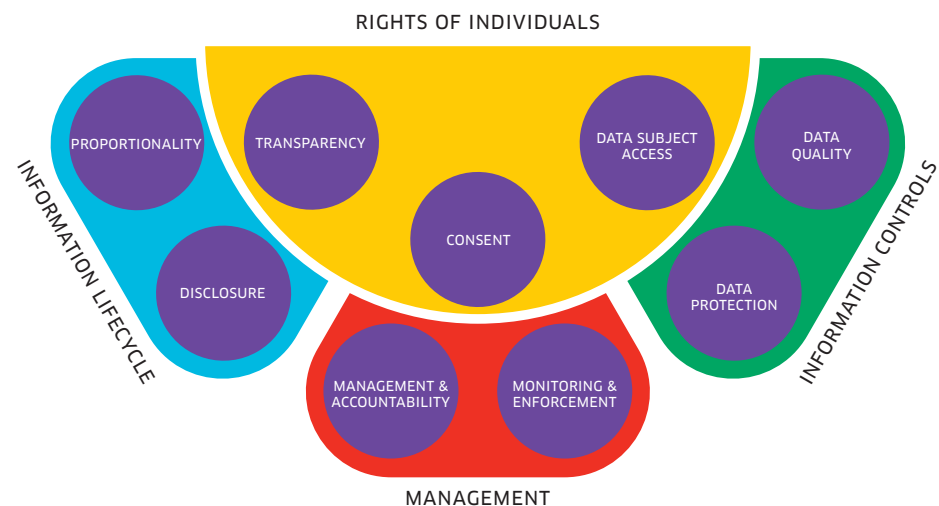 RIGHTS OF INDIVIDUALS
PROPORTIONALITY
TRANSPARENCY
DATA SUBJECT
ACCESS
DATA
QUALITY
CONSENT
DISCLOSURE
DATA
PROTECTION
INFORMATION LIFECYCLE
INFORMATION CONTROLS
MANAGEMENT &
ACCOUNTABILITY
MONITORING &
ENFORCEMENT
MANAGEMENT